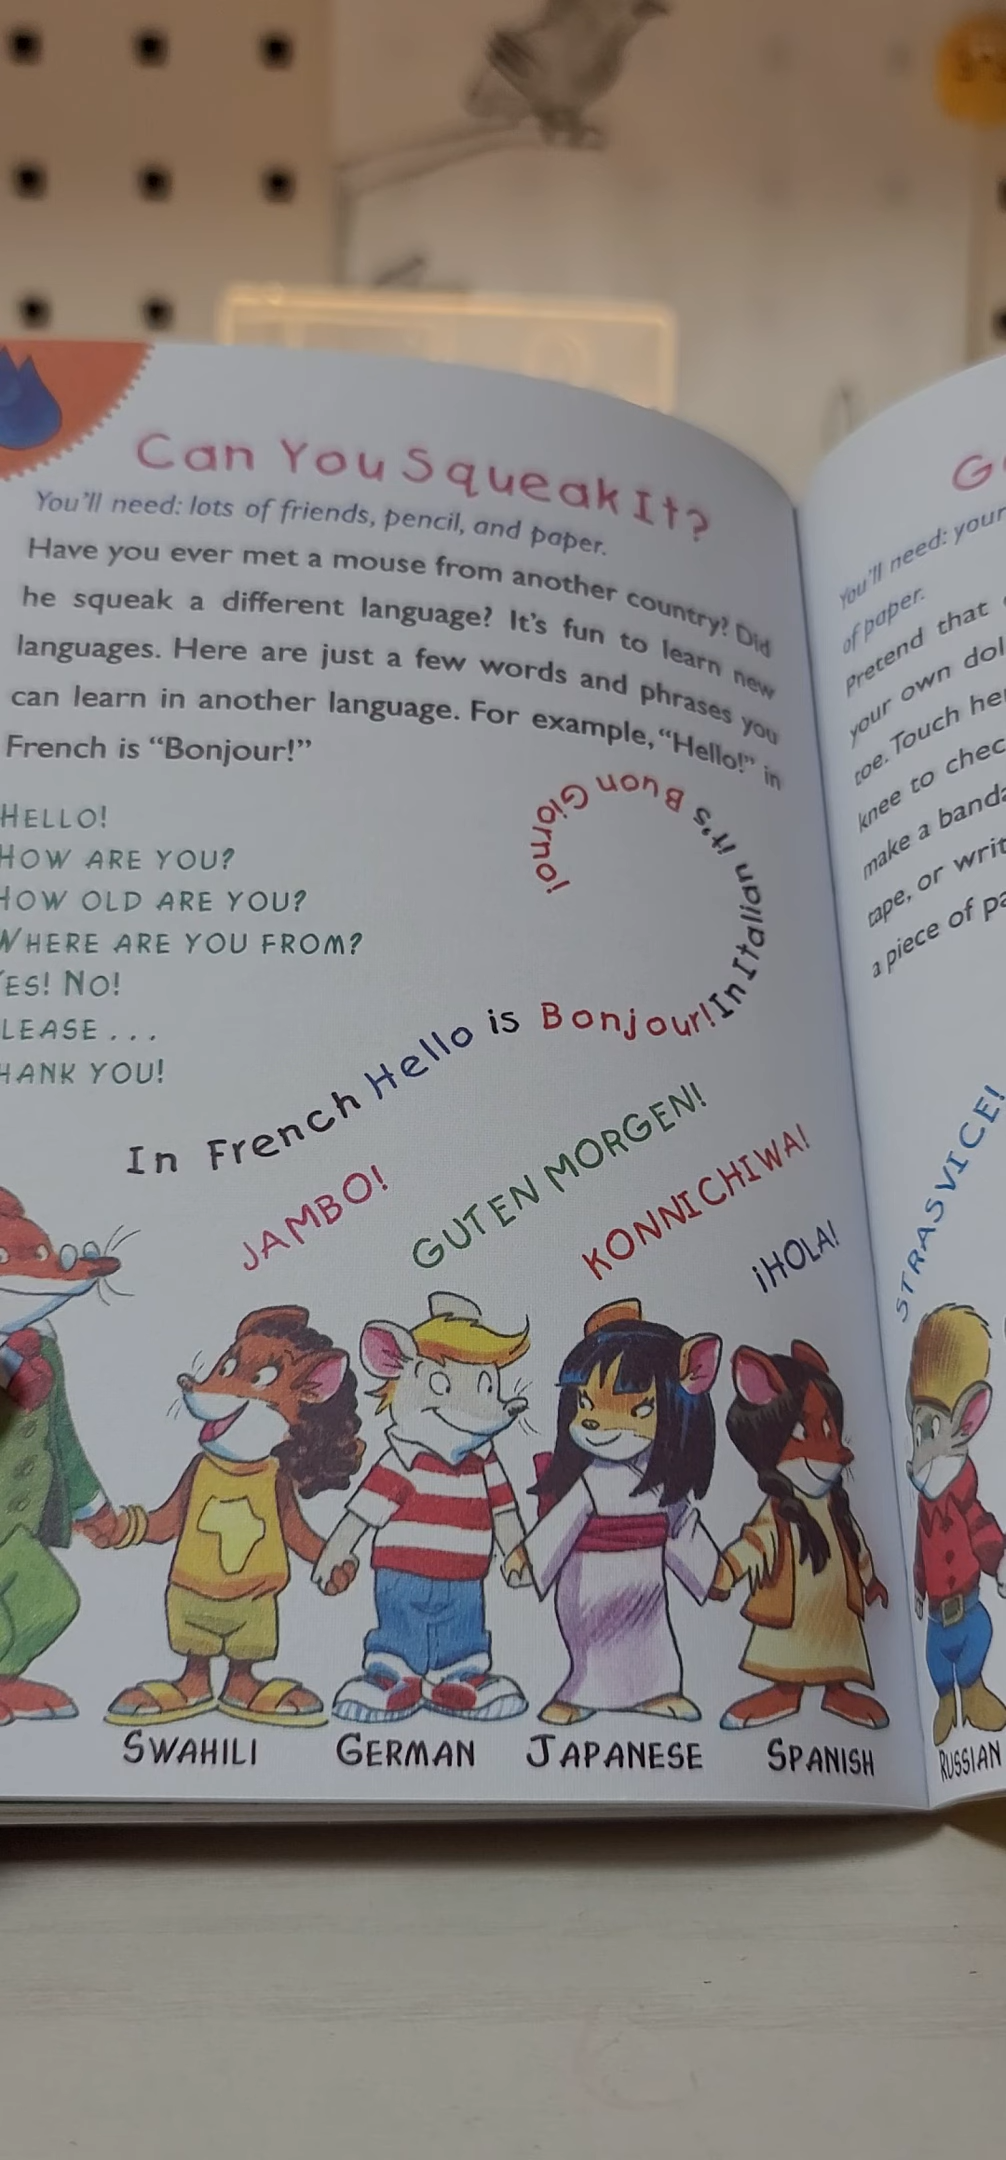 Can You Squeak It?
You'll need: lots of friends, pencil, and paper.
Have you ever met a mouse from another country? Did
he squeak a different language? It's fun to learn new
languages. Here are just a few words and phrases you
can learn in another language. For example, “Hello!” in
French is “Bonjour!”
HELLO!
HOW ARE YOU?
HOW OLD ARE YOU?
WHERE ARE YOU FROM?
ES! NO!
LEASE . . .
HANK YOU!
In French Hello is Bonjour! In Italian it's Buon Giorno!
JAMBO!
GUTEN MORGEN!
KONNICHIWA!
¡HOLA!
SWAHILI
GERMAN
JAPANESE
SPANISH
G
You'll need: your
of paper.
Pretend that
your own dol
toe. Touch he
knee to chec
make a banda
tape, or writ
a piece of pa
STRASVICE!
RUSSIAN